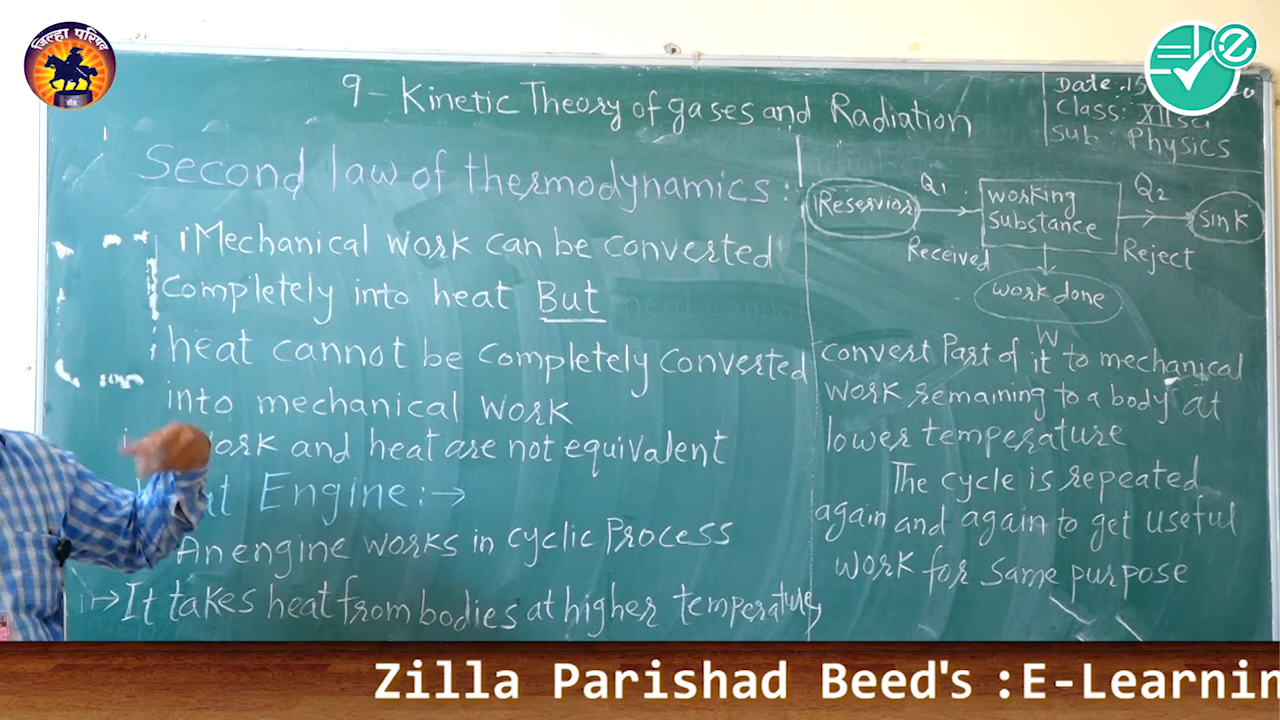 जिल्हा परिषद
बीड
9 - Kinetic Theory of gases and Radiation
Date: 15
Class: XII sci
Sub: Physics
Second law of thermodynamics:
Mechanical work can be converted
completely into heat But
heat cannot be completely converted
into mechanical work
work and heat are not equivalent
Engine:→
An engine works in cyclic Process
→ It takes heat from bodies at higher temperature,
Reservior
Q1
working
substance
Q2
sink
Received
Reject
work done
W
convert Part of it to mechanical
work remaining to a body at
lower temperature
The cycle is repeated
again and again to get useful
work for same purpose
Zilla Parishad Beed's :E-Learnin